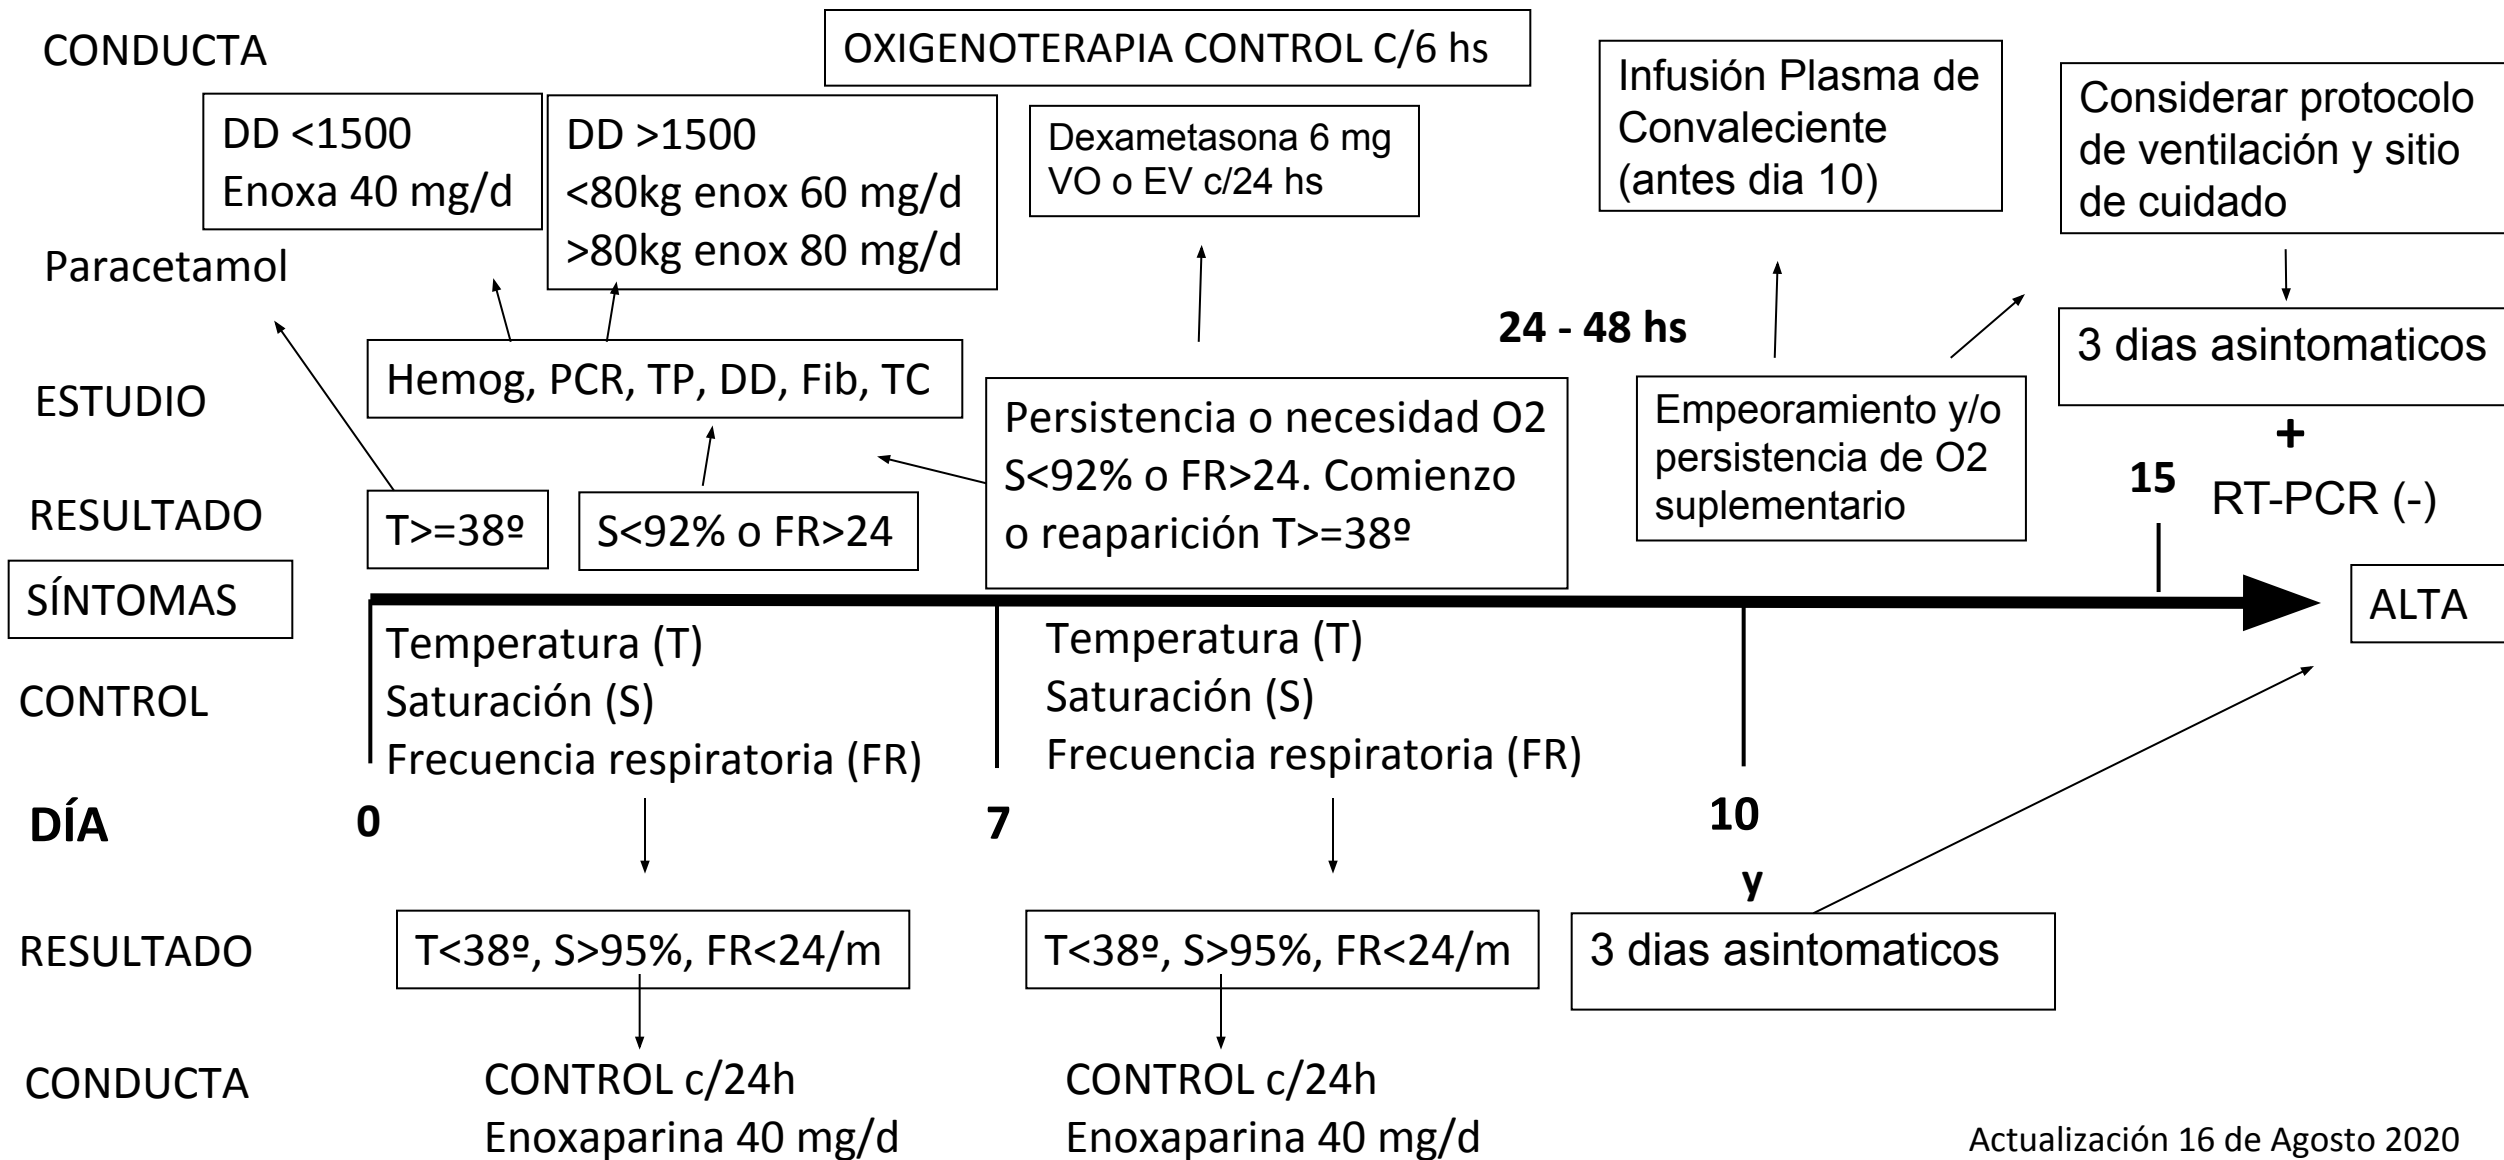 CONDUCTA
OXIGENOTERAPIA CONTROL C/6 hs
DD <1500
Enoxa 40 mg/d
DD >1500
<80kg enox 60 mg/d
>80kg enox 80 mg/d
Dexametasona 6 mg
VO o EV c/24 hs
Infusión Plasma de
Convaleciente
(antes dia 10)
Considerar protocolo
de ventilación y sitio
de cuidado
Paracetamol
24 - 48 hs
3 dias asintomaticos
+
RT-PCR (-)
ESTUDIO
Hemog, PCR, TP, DD, Fib, TC
Persistencia o necesidad O2
S<92% o FR>24. Comienzo
o reaparición T>=38º
Empeoramiento y/o
persistencia de O2
suplementario
15
RESULTADO
T>=38º
S<92% o FR>24
SÍNTOMAS
ALTA
CONTROL
Temperatura (T)
Saturación (S)
Frecuencia respiratoria (FR)
Temperatura (T)
Saturación (S)
Frecuencia respiratoria (FR)
DÍA
0
7
10
y
RESULTADO
T<38º, S>95%, FR<24/m
T<38º, S>95%, FR<24/m
3 dias asintomaticos
CONDUCTA
CONTROL c/24h
Enoxaparina 40 mg/d
CONTROL c/24h
Enoxaparina 40 mg/d
Actualización 16 de Agosto 2020